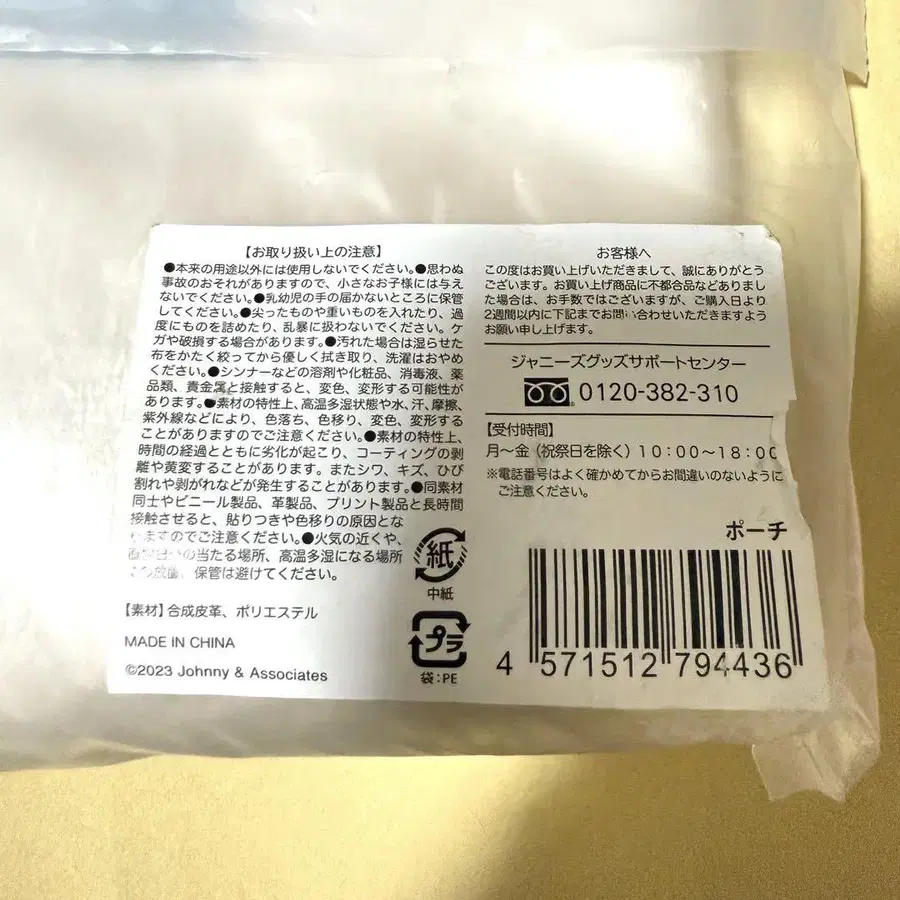 【お取り扱い上の注意】
●本来の用途以外には使用しないでください。●思わぬ
事故のおそれがありますので、小さなお子様には与え
ないでください。●乳幼児の手の届かないところに保管
してください。●尖ったものや重いものを入れたり、過
度にものを詰めたり、乱暴に扱わないでください。ケ
ガや破損する場合があります。●汚れた場合は湿らせた
布をかたく絞ってから優しく拭き取り、洗濯はおやめ
ください。●シンナーなどの溶剤や化粧品、消毒液、薬
品類、貴金属と接触すると、変色、変形する可能性が
あります。●素材の特性上、高温多湿状態や水、汗、摩擦、
紫外線などにより、色落ち、色移り、変色、変形する
ことがありますのでご注意ください。●素材の特性上、
時間の経過とともに劣化が起こり、コーティングの剥
離や黄変することがあります。またシワ、キズ、ひび
割れや剥がれなどが発生することがあります。●同素材
同士やビニール製品、革製品、プリント製品と長時間
接触させると、貼りつきや色移りの原因とな
りますのでご注意ください。●火気の近くや、
の当たる場所、高温多湿になる場所
保管は避けてください。
【素材】合成皮革、ポリエステル
MADE IN CHINA
©2023 Johnny & Associates
紙
中紙
プラ
袋:PE
お客様へ
この度はお買い上げいただきまして、誠にありがとう
ございます。お買い上げ商品に不都合品などありまし
た場合は、お手数ではございますが、ご購入日より
2週間以内に下記までお問い合わせいただきますよう
お願い申し上げます。
ジャニーズグッズサポートセンター
0120-382-310
【受付時間】
月〜金（祝祭日を除く）10:00〜18:00
※電話番号はよく確かめてからお間違いのないように
ご注意ください。
ポーチ
4 571512 794436